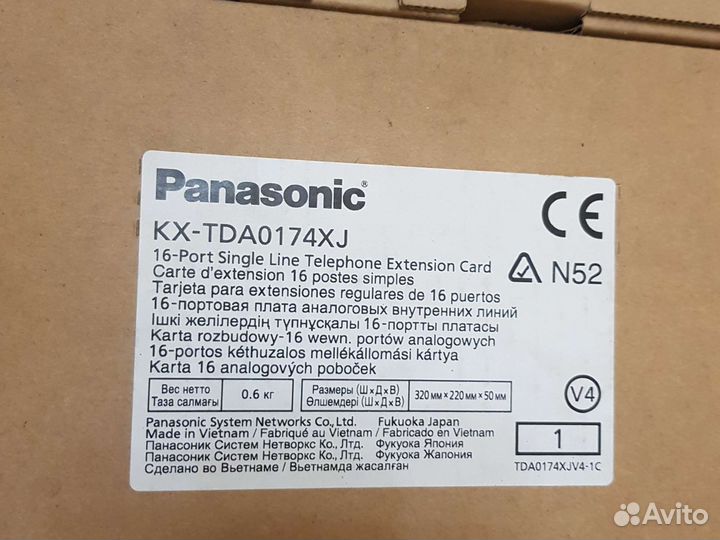 Panasonic®
KX-TDA0174XJ
16-Port Single Line Telephone Extension Card
Carte d'extension 16 postes simples
Tarjeta para extensiones regulares de 16 puertos
16-портовая плата аналоговых внутренних линий
Ішкі желілердің түпнұсқалы 16-портты платасы
Karta rozbudowy-16 wewn. portów analogowych
16-portos kéthuzalos mellékállomási kártya
Karta 16 analogových poboček
CE
N52
Вес нетто
Таза салмағы
0.6 кг
Размеры (Ш×Д×В)
Өлшемдері (Ш×Д×В)
320 мм × 220 мм × 50 мм
V4
Panasonic System Networks Co., Ltd. Fukuoka Japan
Made in Vietnam / Fabriqué au Vietnam / Fabricado en Vietnam
Панасоник Систем Нетворкс Ко., Лтд. Фукуока Япония
Панасоник Систем Нетворкс Ко., Лтд. Фукуока Жапония
Сделано во Вьетнаме / Вьетнамда жасалған
1
TDA0174XJV4-1C
Avito